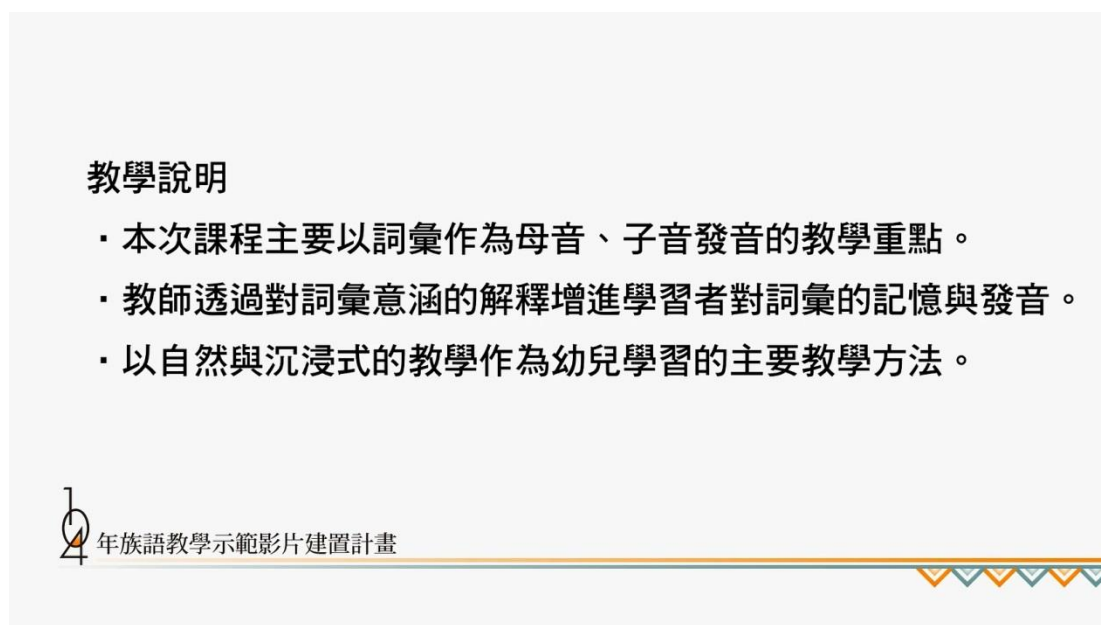 教學說明
・本次課程主要以詞彙作為母音、子音發音的教學重點。
・教師透過對詞彙意涵的解釋增進學習者對詞彙的記憶與發音。
・以自然與沉浸式的教學作為幼兒學習的主要教學方法。
104年族語教學示範影片建置計畫